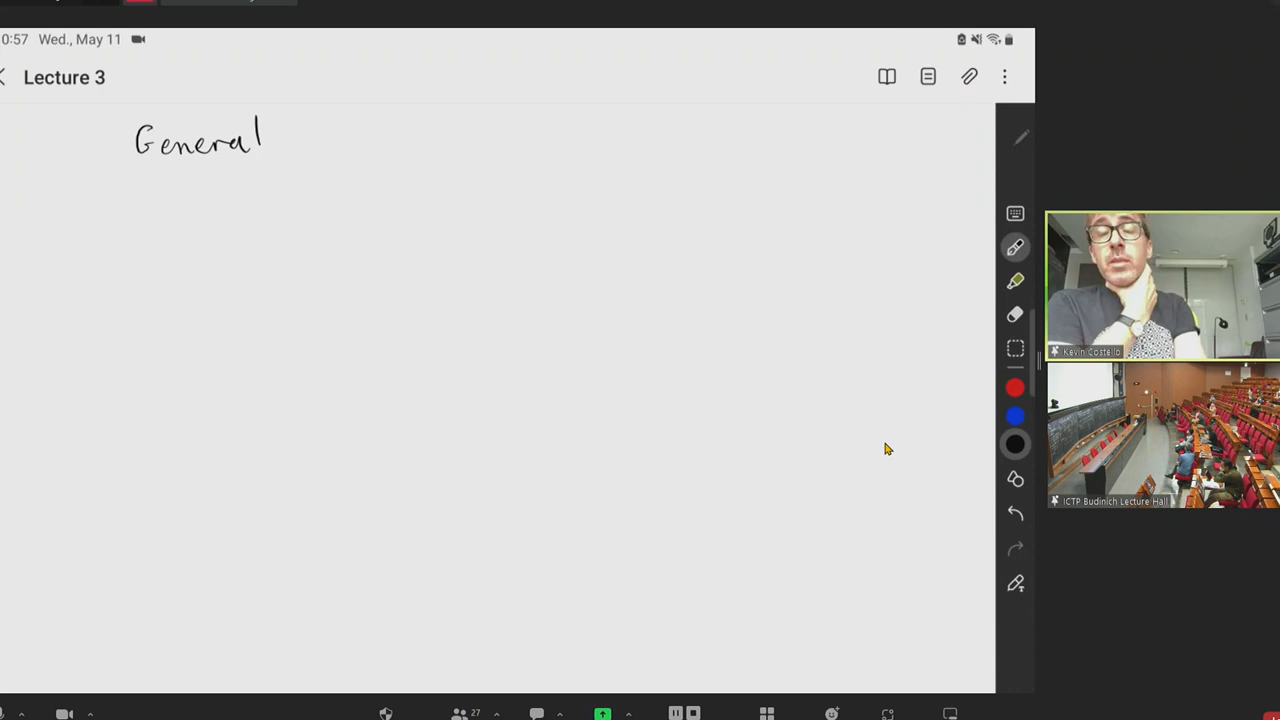 0:57 Wed., May 11
Lecture 3
General
Kevin Costello
ICTP Budinich Lecture Hall
27